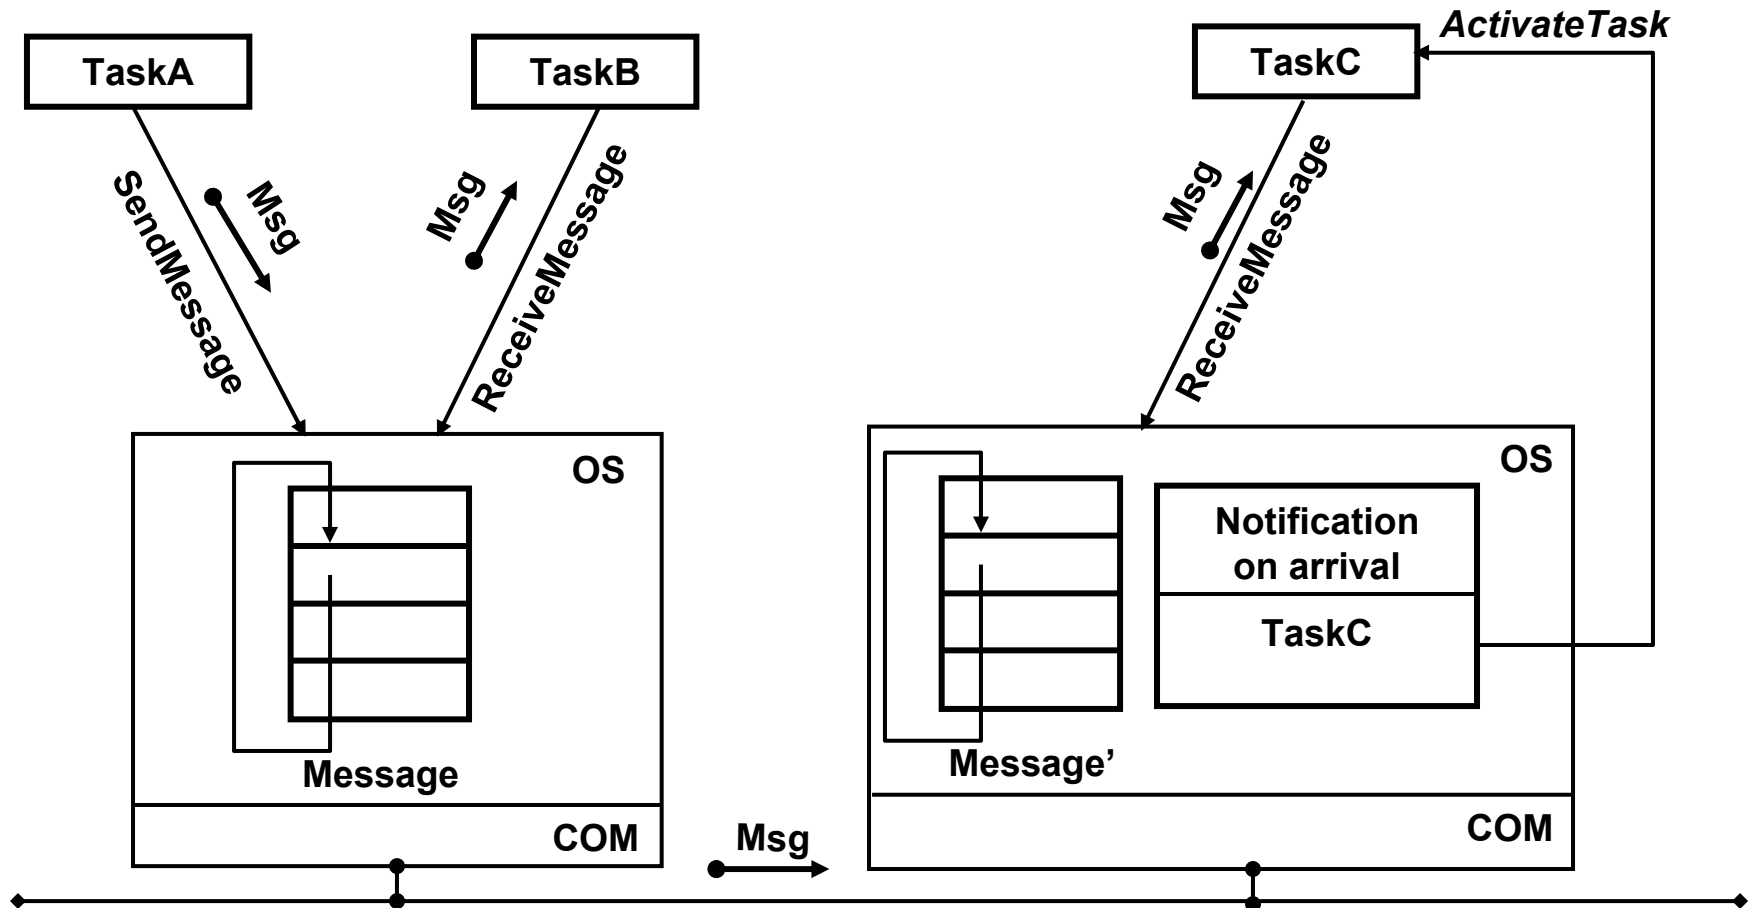 ActivateTask
TaskA
TaskB
TaskC
SendMessage
Msg
Msg
ReceiveMessage
Msg
ReceiveMessage
OS
Message
COM
Msg
OS
Notification
on arrival
TaskC
Message’
COM